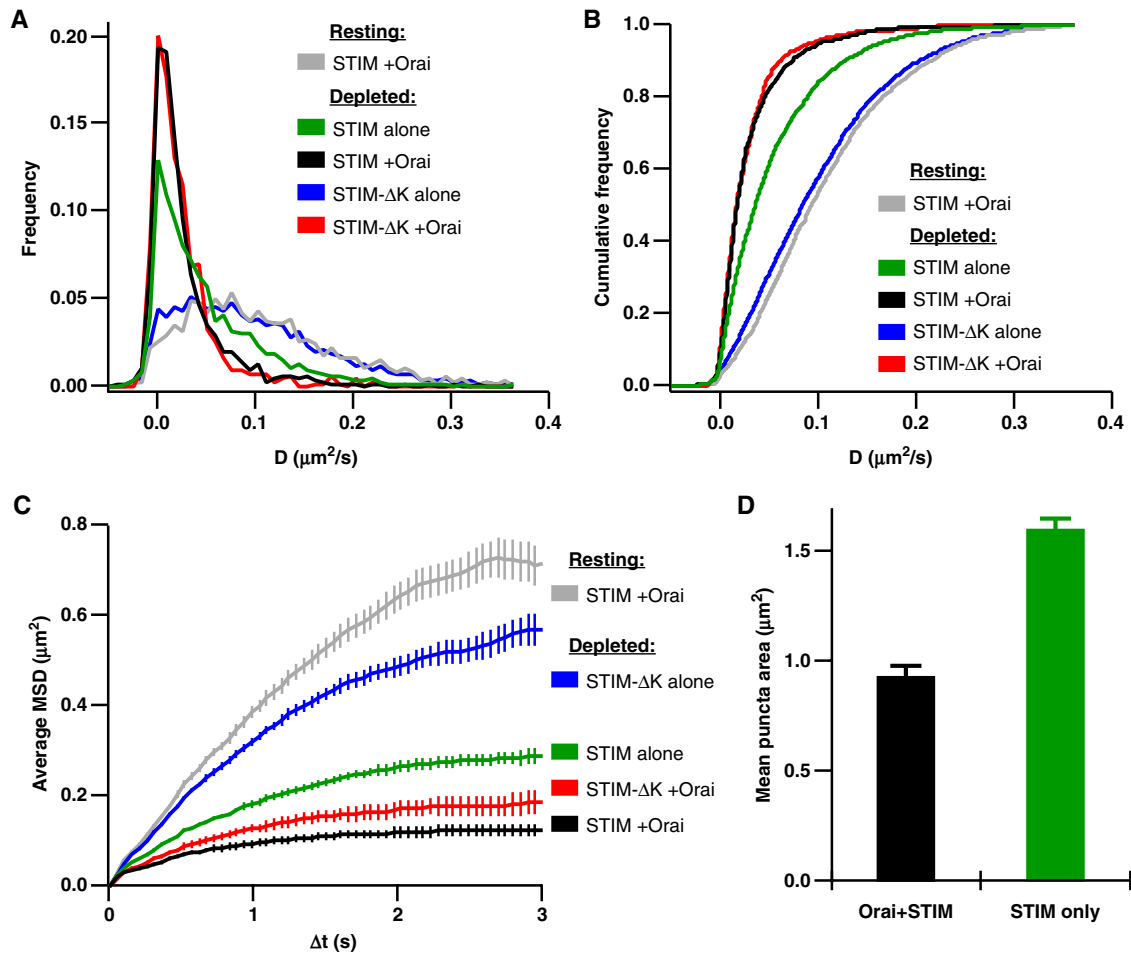 A
Resting:
STIM +Orai
Depleted:
STIM alone
STIM +Orai
STIM-ΔK alone
STIM-ΔK +Orai
0.20
0.15
0.10
0.05
0.00
Frequency
0.0
0.1
0.2
0.3
0.4
D (μm²/s)
B
1.0
0.8
0.6
0.4
0.2
0.0
Cumulative frequency
Resting:
STIM +Orai
Depleted:
STIM alone
STIM +Orai
STIM-ΔK alone
STIM-ΔK +Orai
0.0
0.1
0.2
0.3
0.4
D (μm²/s)
C
0.8
0.6
0.4
0.2
0.0
Average MSD (μm²)
0
1
2
3
Δt (s)
Resting:
STIM +Orai
Depleted:
STIM-ΔK alone
STIM alone
STIM-ΔK +Orai
STIM +Orai
D
1.5
1.0
0.5
0.0
Mean puncta area (μm²)
Orai+STIM
STIM only